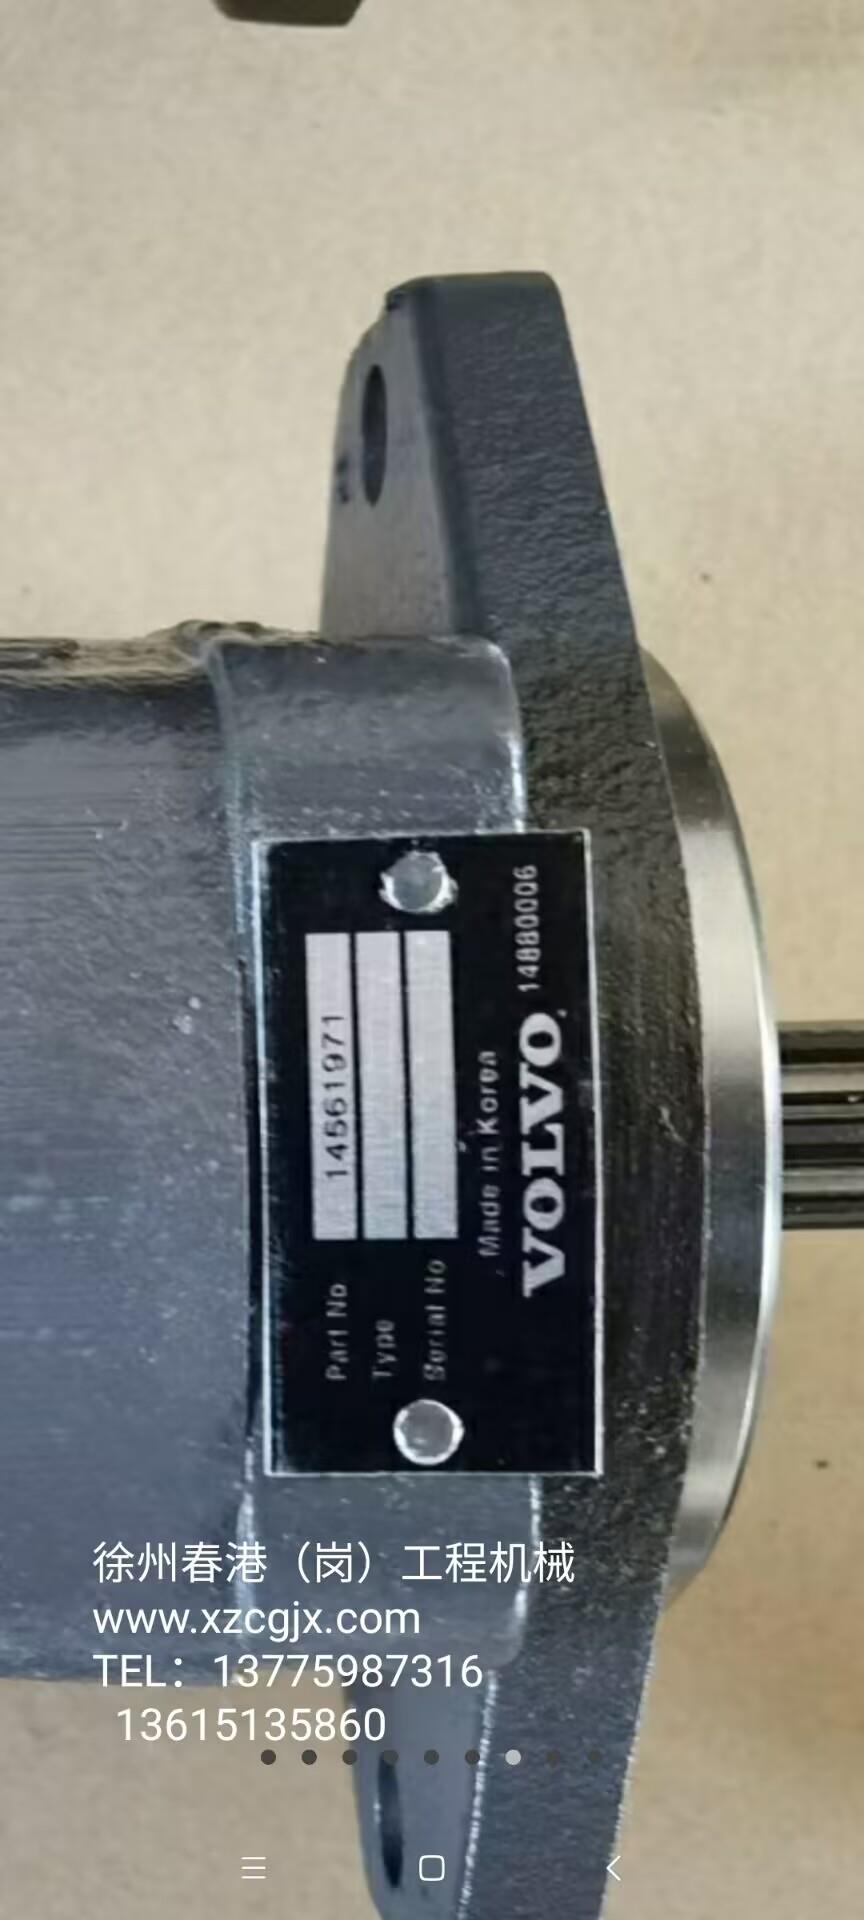 Part No 14561971
Type
Serial No
Made in Korea
VOLVO 14880006
徐州春港（岗）工程机械
www.xzcgjx.com
TEL：13775987316
13615135860